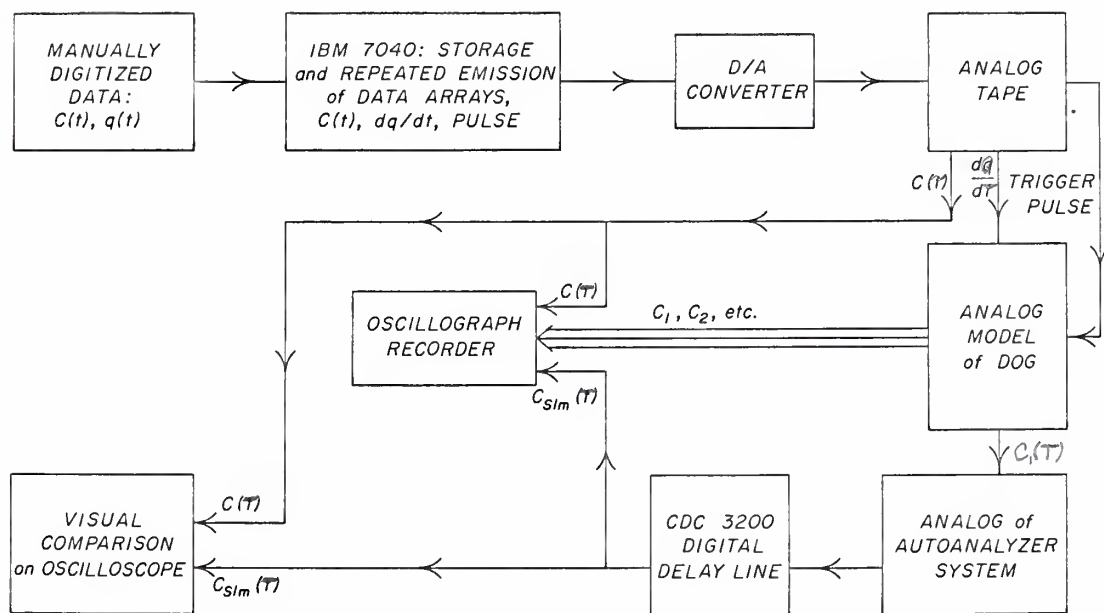 MANUALLY
DIGITIZED
DATA:
C(t), q(t)
IBM 7040: STORAGE
and REPEATED EMISSION
of DATA ARRAYS,
C(t), dq/dt, PULSE
D/A
CONVERTER
ANALOG
TAPE
C(T)
dq
dT
TRIGGER
PULSE
C(T)
OSCILLOGRAPH
RECORDER
C1, C2, etc.
ANALOG
MODEL
of DOG
CSIm (T)
C1(T)
VISUAL
COMPARISON
on OSCILLOSCOPE
C(T)
CSIm(T)
CDC 3200
DIGITAL
DELAY LINE
ANALOG of
AUTOANALYZER
SYSTEM